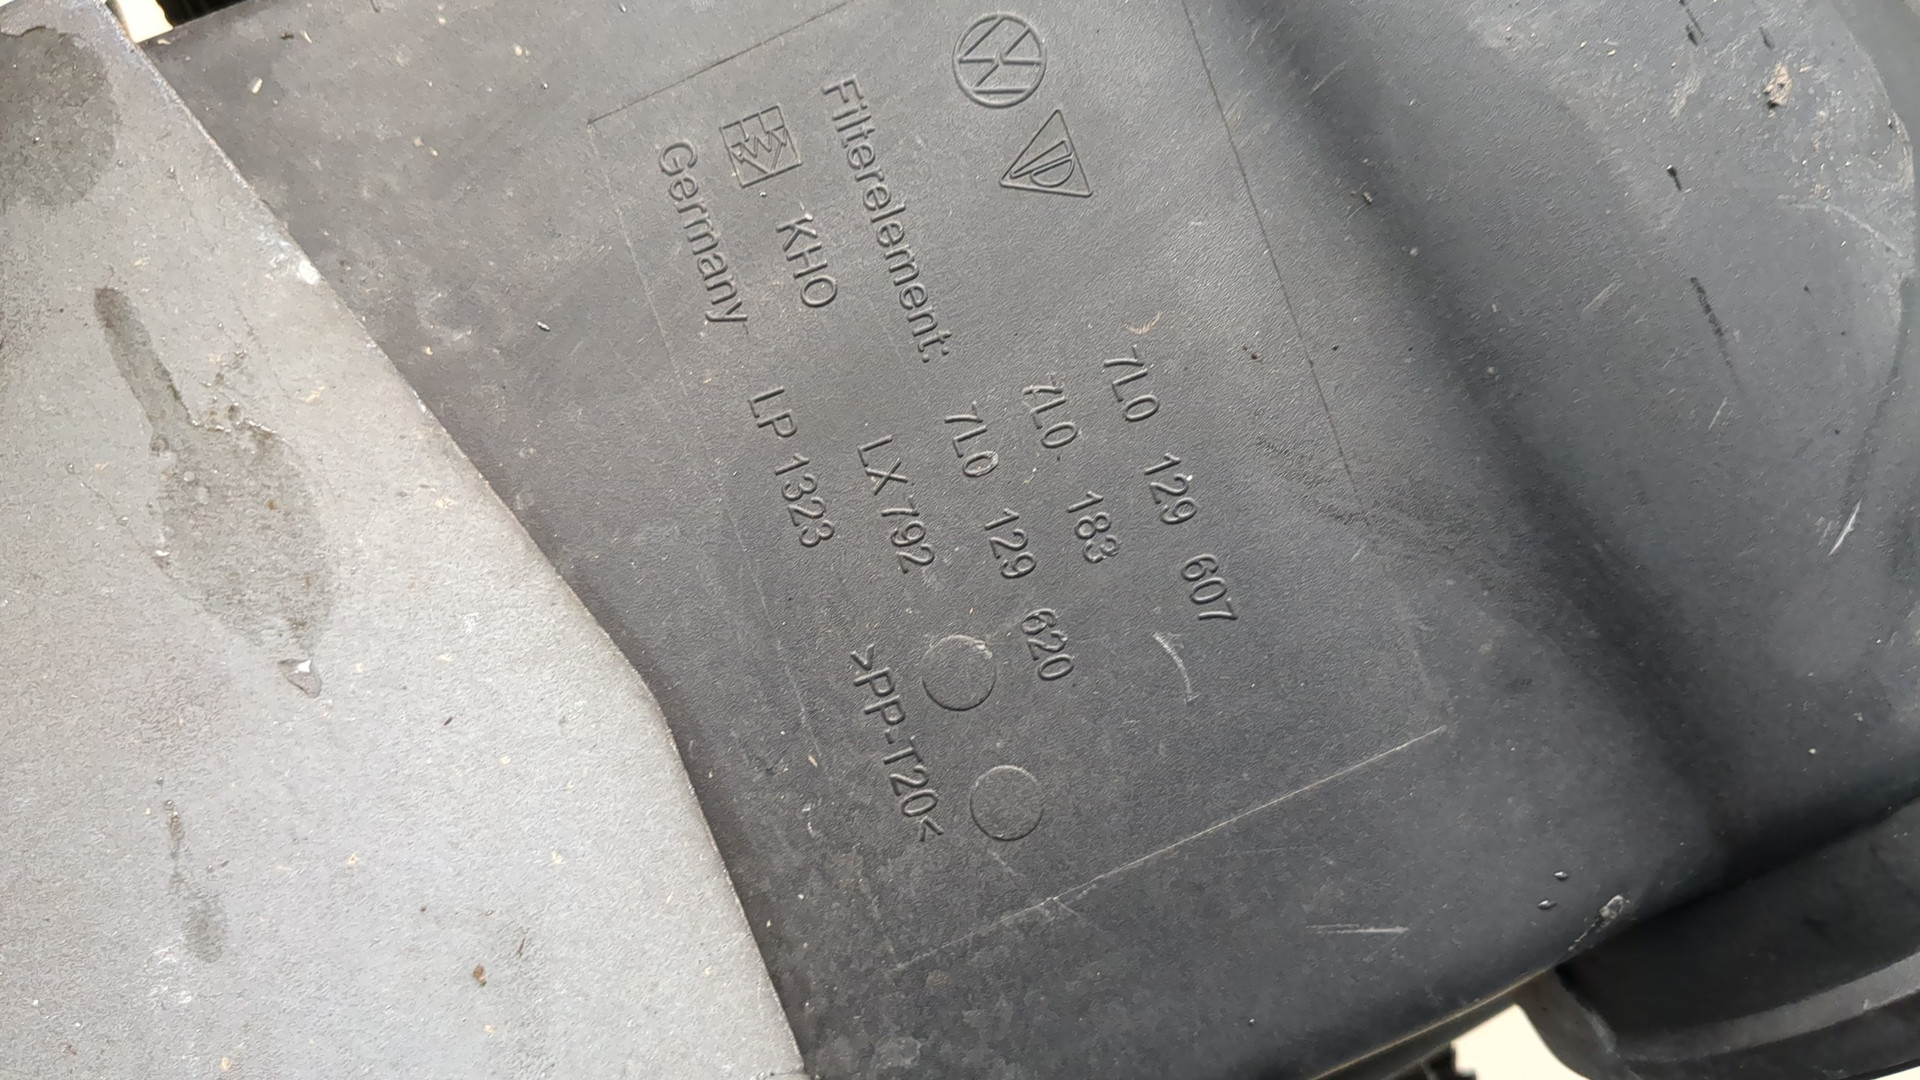 7L0 129 607
7L0 183
Filterelement: 7L0 129 620
KHO LX 792
Germany LP 1323 >PP-T20<